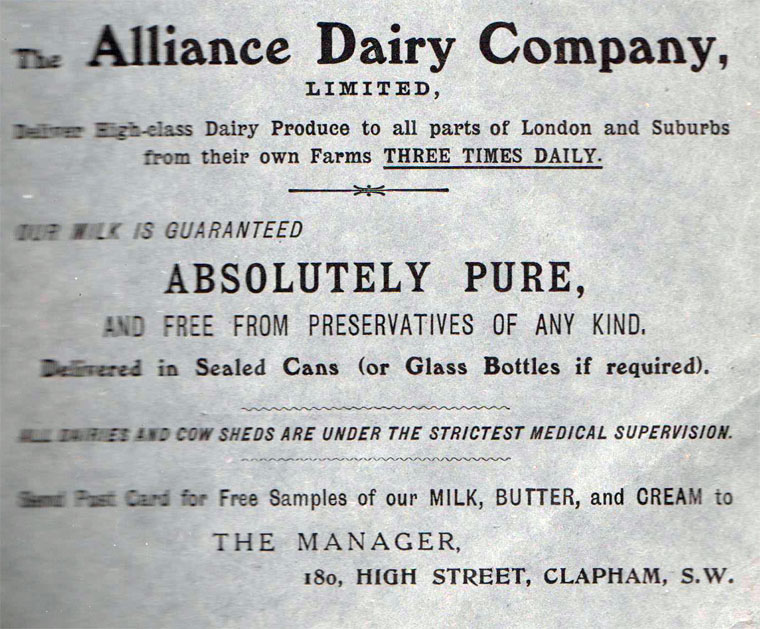 The Alliance Dairy Company,
LIMITED,
Deliver High-class Dairy Produce to all parts of London and Suburbs
from their own Farms THREE TIMES DAILY.
OUR MILK IS GUARANTEED
ABSOLUTELY PURE,
AND FREE FROM PRESERVATIVES OF ANY KIND.
Delivered in Sealed Cans (or Glass Bottles if required).
ALL DAIRIES AND COW SHEDS ARE UNDER THE STRICTEST MEDICAL SUPERVISION.
Send Post Card for Free Samples of our MILK, BUTTER, and CREAM to
THE MANAGER,
180, HIGH STREET, CLAPHAM, S.W.